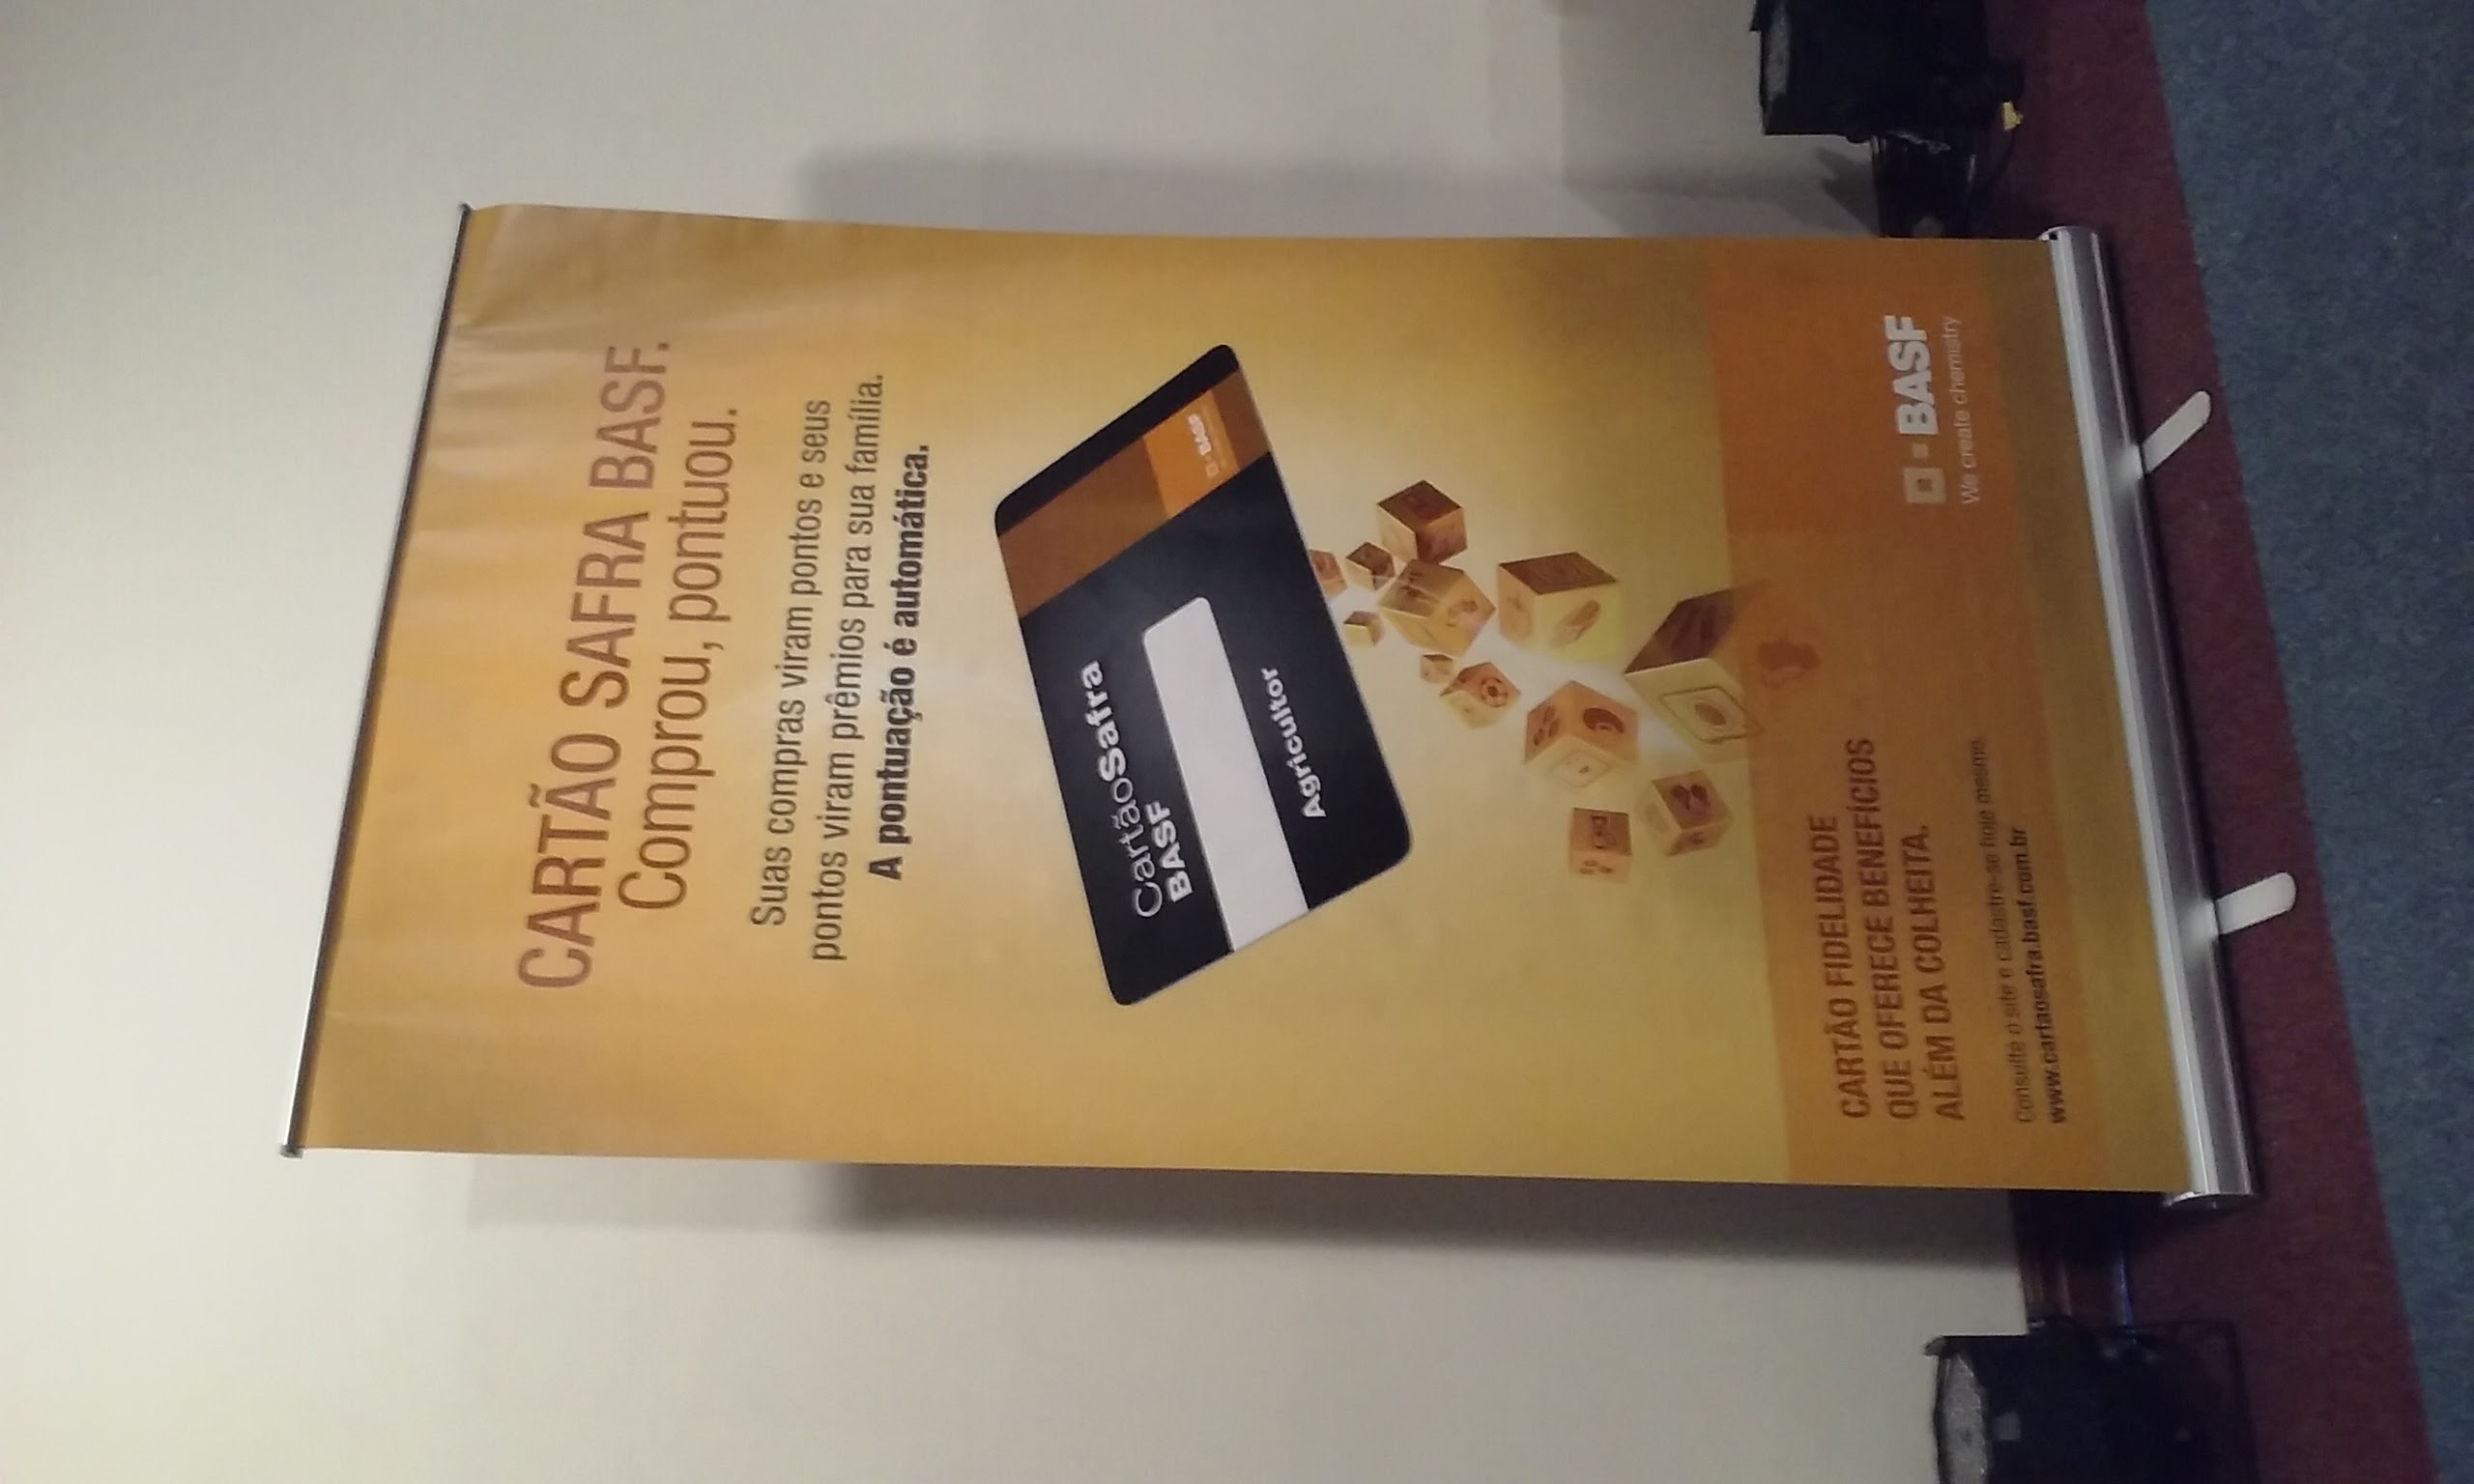 CARTÃO SAFRA BASF.
Comprou, pontuou.
Suas compras viram pontos e seus
pontos viram prêmios para sua família.
A pontuação é automática.
CartãoSafra
BASF
Agricultor
BASF
CARTÃO FIDELIDADE
QUE OFERECE BENEFÍCIOS
ALÉM DA COLHEITA.
Consulte o site e cadastre-se hoje mesmo.
www.cartaosafra.basf.com.br
BASF
We create chemistry